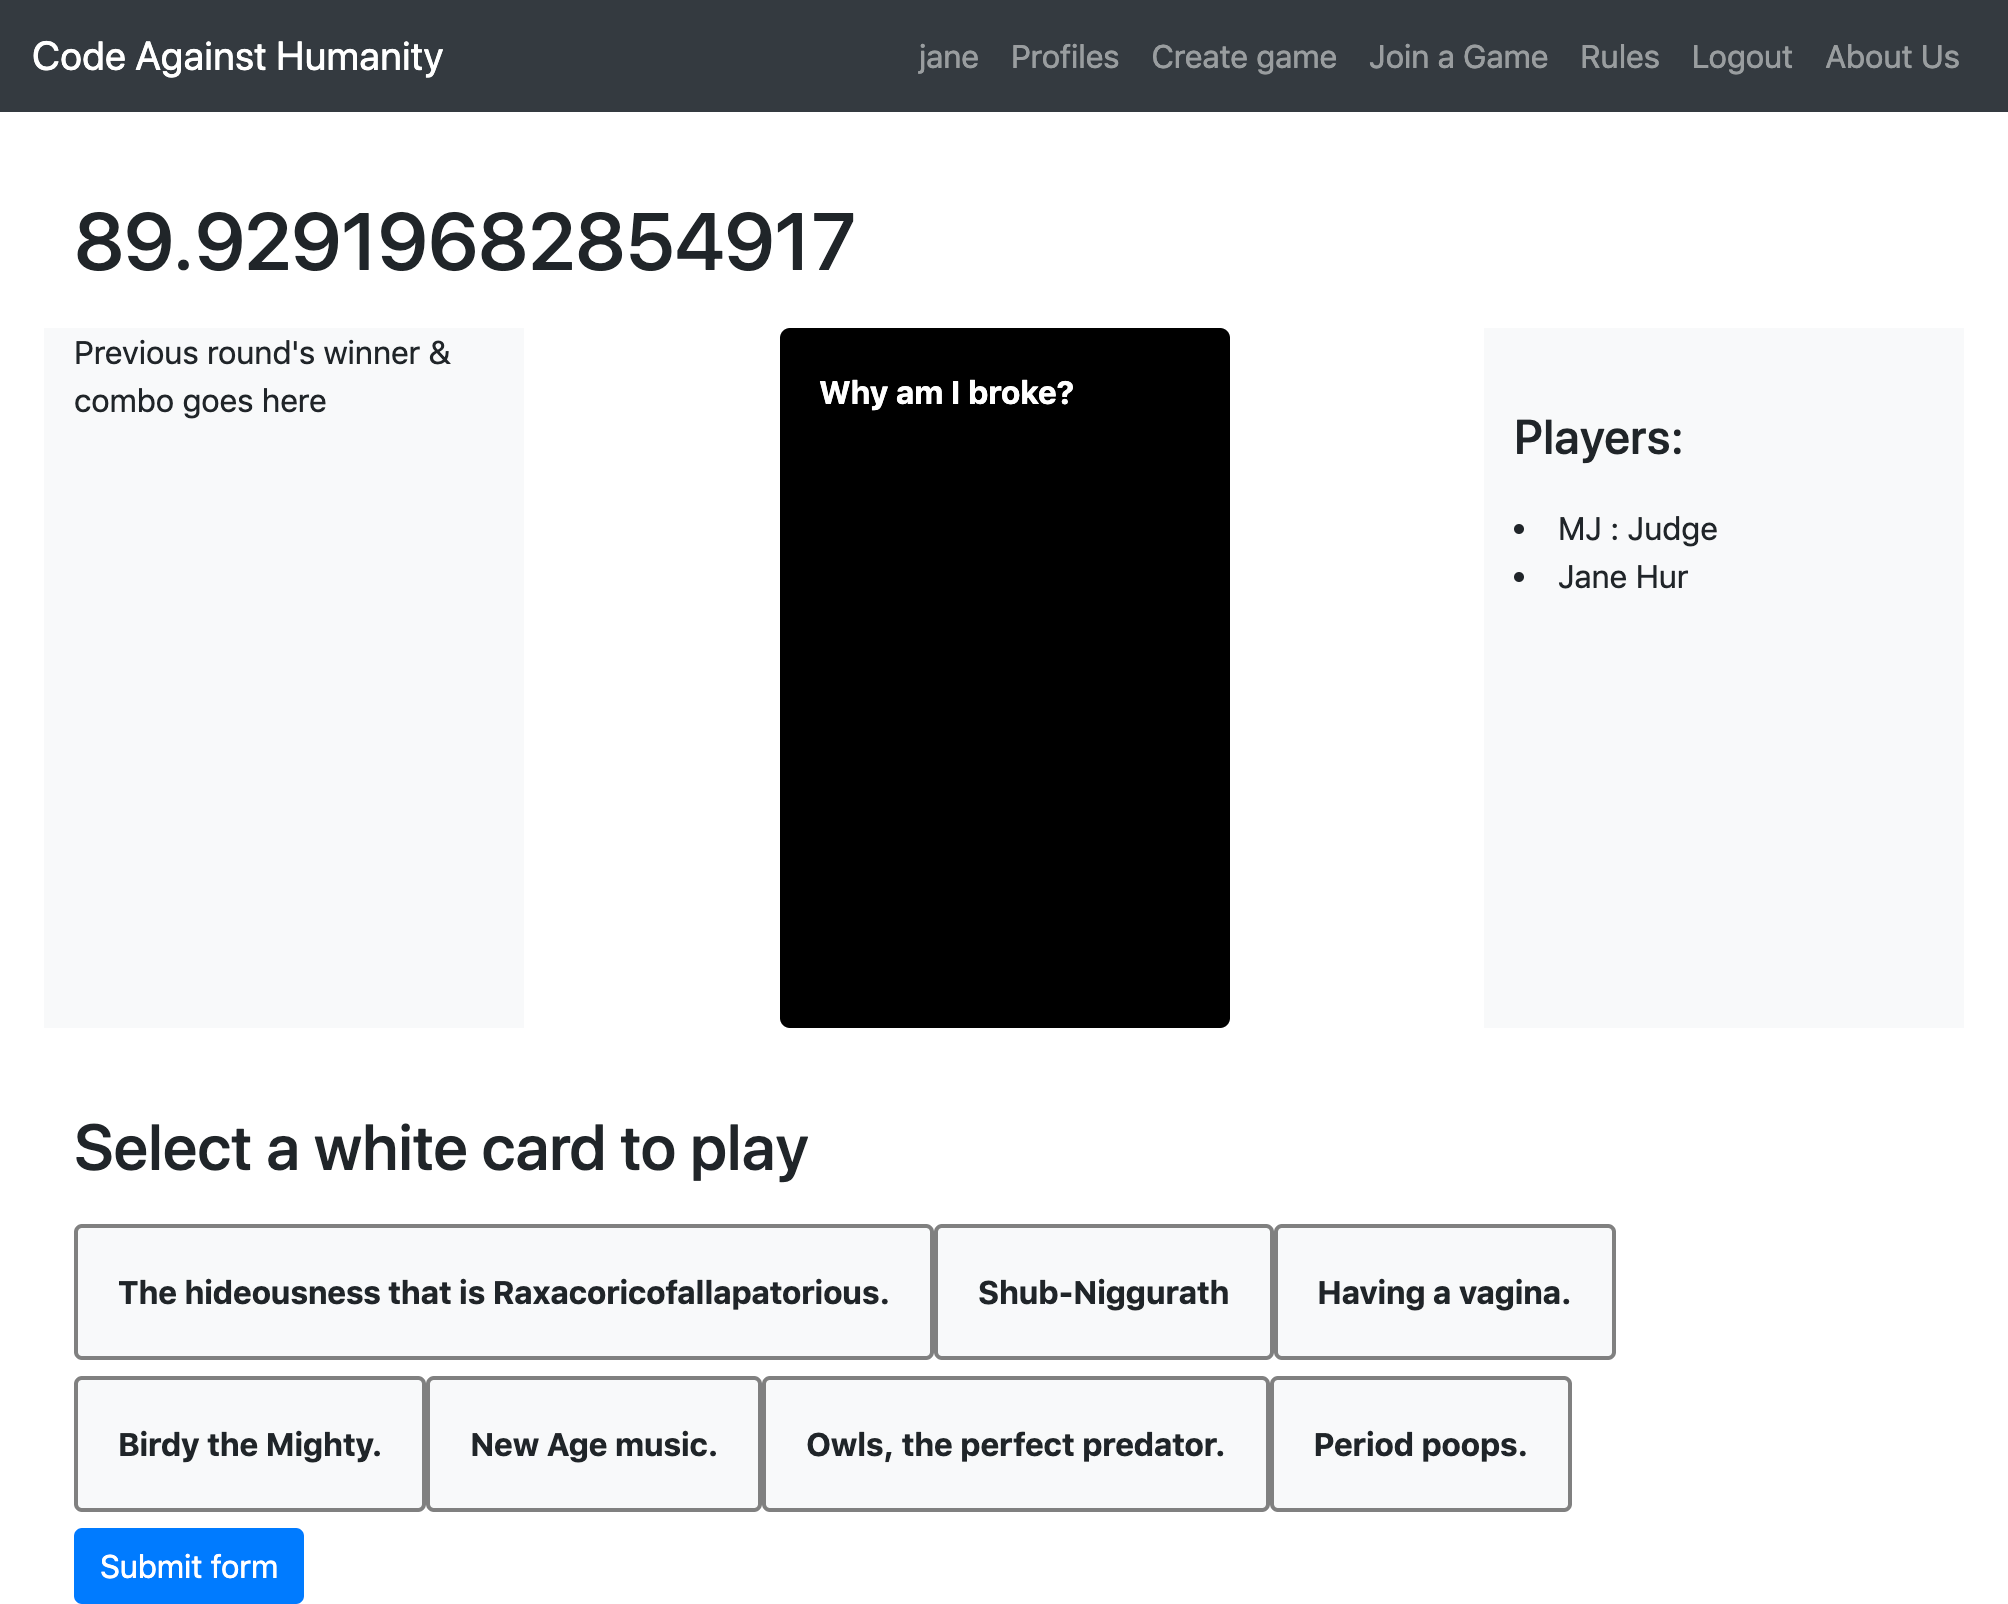 Code Against Humanity jane Profiles Create game Join a Game Rules Logout About Us
89.92919682854917
Previous round's winner &
combo goes here
Why am I broke?
Players:
• MJ : Judge
• Jane Hur
Select a white card to play
The hideousness that is Raxacoricofallapatorious. Shub-Niggurath Having a vagina.
Birdy the Mighty. New Age music. Owls, the perfect predator. Period poops.
Submit form